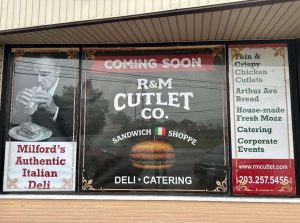 COMING SOON
R&M
CUTLET
CO.
SANDWICH SHOPPE
DELI • CATERING
Milford's
Authentic
Italian
Deli
Thin &
Crispy
Chicken
Cutlets
Arthur Ave
Bread
House-made
Fresh Mozz
Catering
Corporate
Events
www.rmcutlet.com
203.257.5456